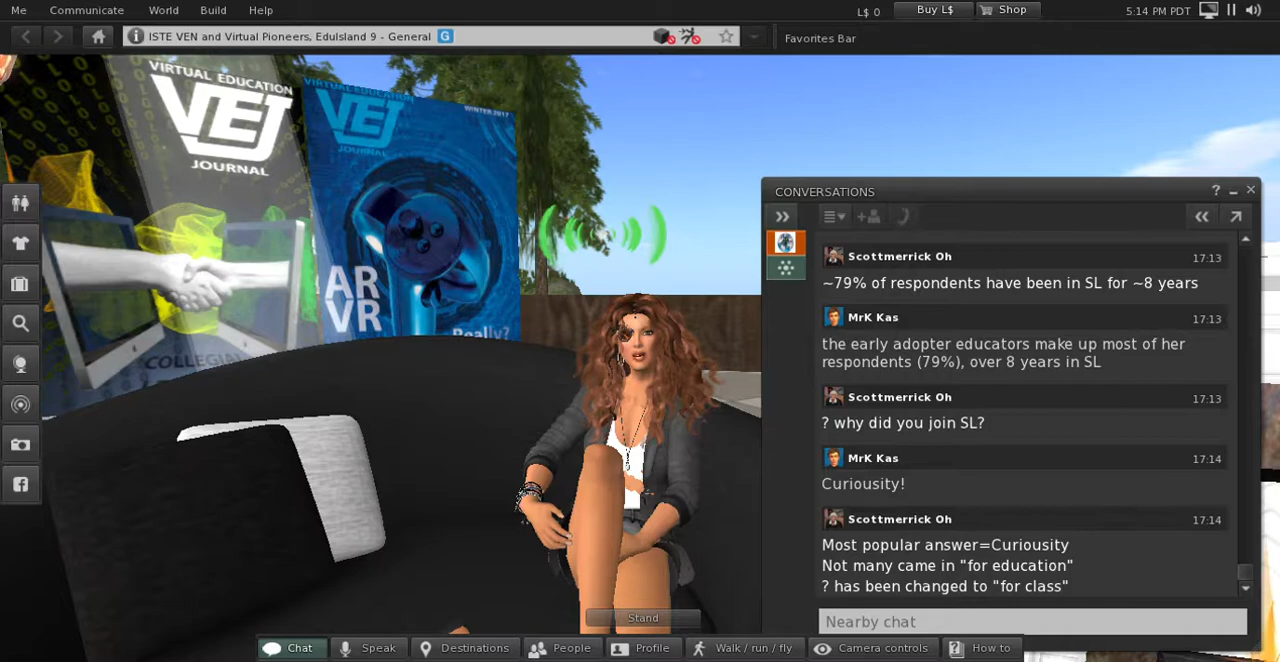 Me Communicate World Build Help
L$ 0 Buy L$ Shop 5:14 PM PDT
ISTE VEN and Virtual Pioneers, EduIsland 9 - General G
Favorites Bar
VIRTUAL EDUCATION
VEJ
JOURNAL
COLLEGIAL
VIRTUAL EDUCATION
WINTER 2017
VEJ
AR
VR
Really?
CONVERSATIONS
Scottmerrick Oh 17:13
~79% of respondents have been in SL for ~8 years
MrK Kas 17:13
the early adopter educators make up most of her
respondents (79%), over 8 years in SL
Scottmerrick Oh 17:13
? why did you join SL?
MrK Kas 17:14
Curiousity!
Scottmerrick Oh 17:14
Most popular answer=Curiousity
Not many came in "for education"
? has been changed to "for class"
Nearby chat
Stand
Chat Speak Destinations People Profile Walk / run / fly Camera controls How to